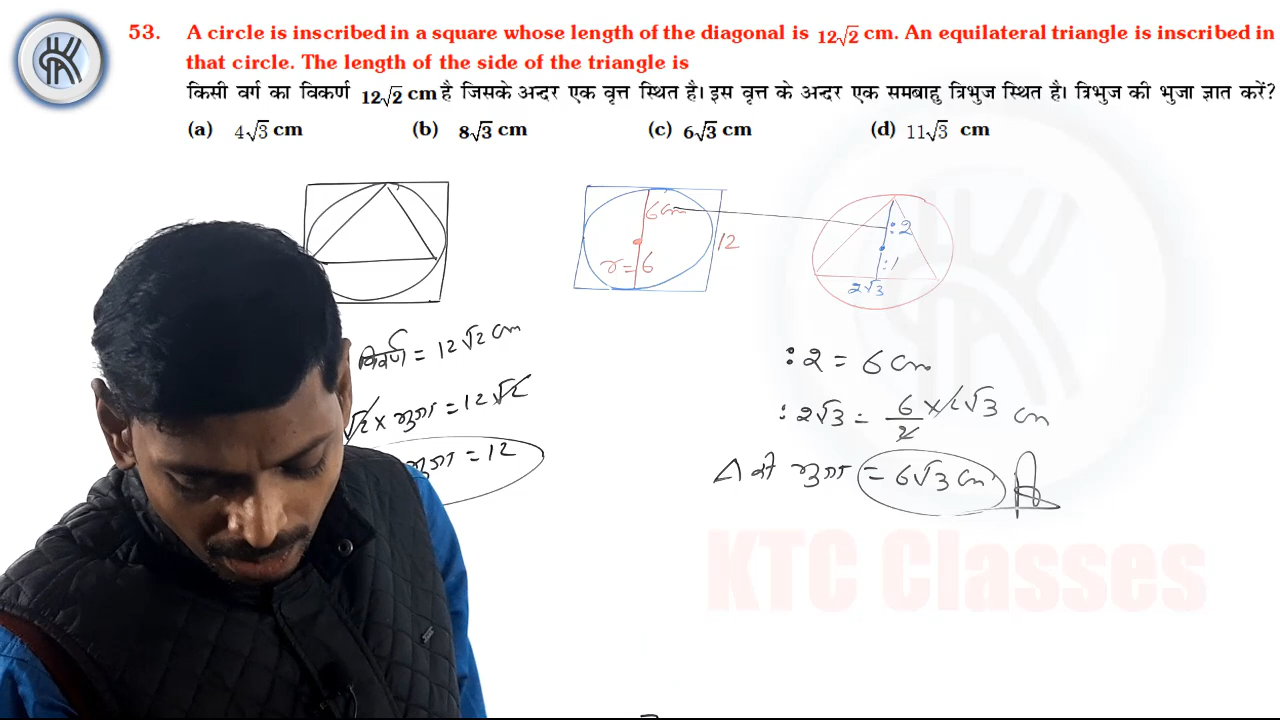 53. A circle is inscribed in a square whose length of the diagonal is 12√2 cm. An equilateral triangle is inscribed in
that circle. The length of the side of the triangle is
किसी वर्ग का विकर्ण 12√2 cm है जिसके अन्दर एक वृत्त स्थित है। इस वृत्त के अन्दर एक समबाहु त्रिभुज स्थित है। त्रिभुज की भुजा ज्ञात करें?
(a) 4√3 cm (b) 8√3 cm (c) 6√3 cm (d) 11√3 cm
6cm
12
r = 6
:2
:1
2√3
विकर्ण = 12√2 cm
√2 × भुजा = 12√2
भुजा = 12
:2 = 6 cm
:2√3 = 6/2 × 2√3 cm
Δ की भुजा = 6√3 cm
KTC Classes